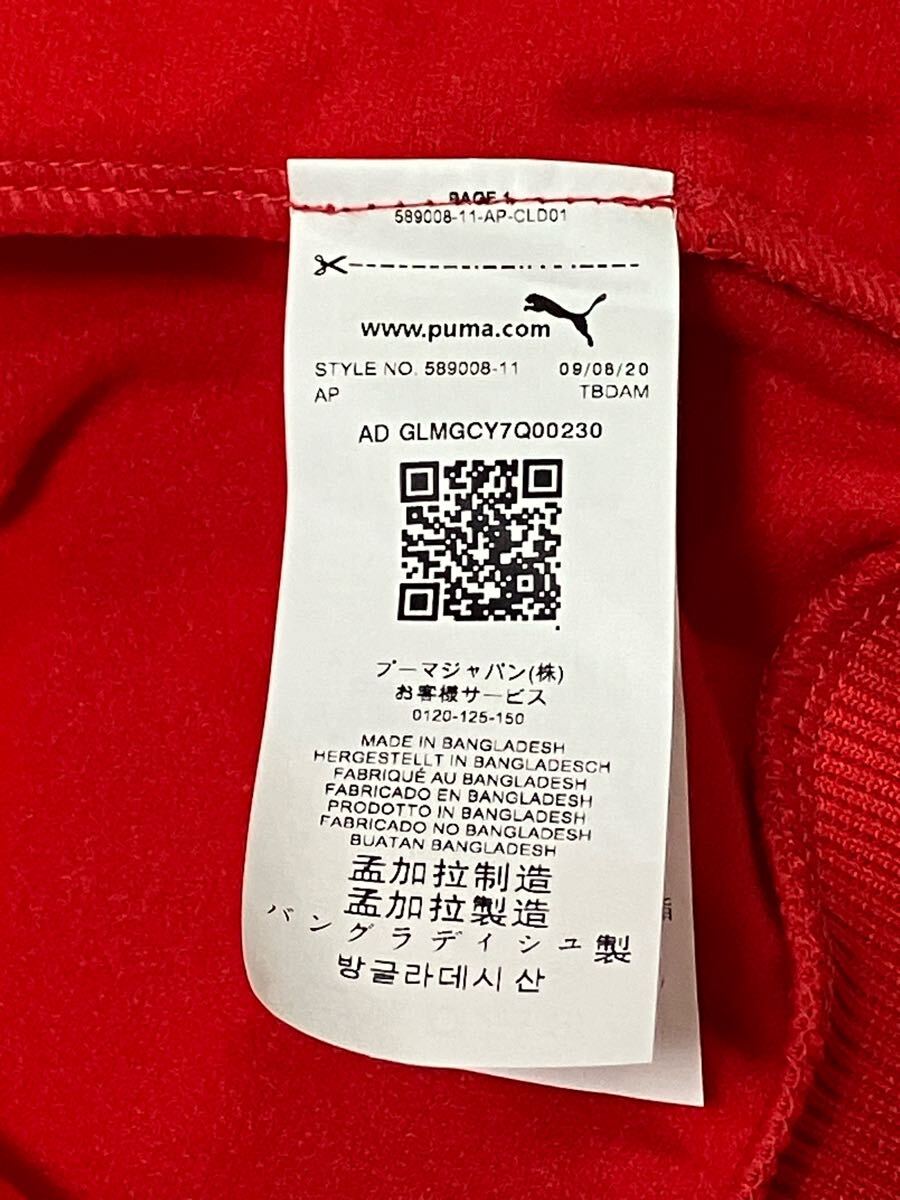 PAGE 1
589008-11-AP-CLD01
www.puma.com
STYLE NO. 589008-11 09/08/20
AP TBDAM
AD GLMGCY7Q00230
プーマジャパン(株)
お客様サービス
0120-125-150
MADE IN BANGLADESH
HERGESTELLT IN BANGLADESCH
FABRIQUÉ AU BANGLADESH
FABRICADO EN BANGLADESH
PRODOTTO IN BANGLADESH
FABRICADO NO BANGLADESH
BUATAN BANGLADESH
孟加拉制造
孟加拉製造
バングラディシュ製
방글라데시 산